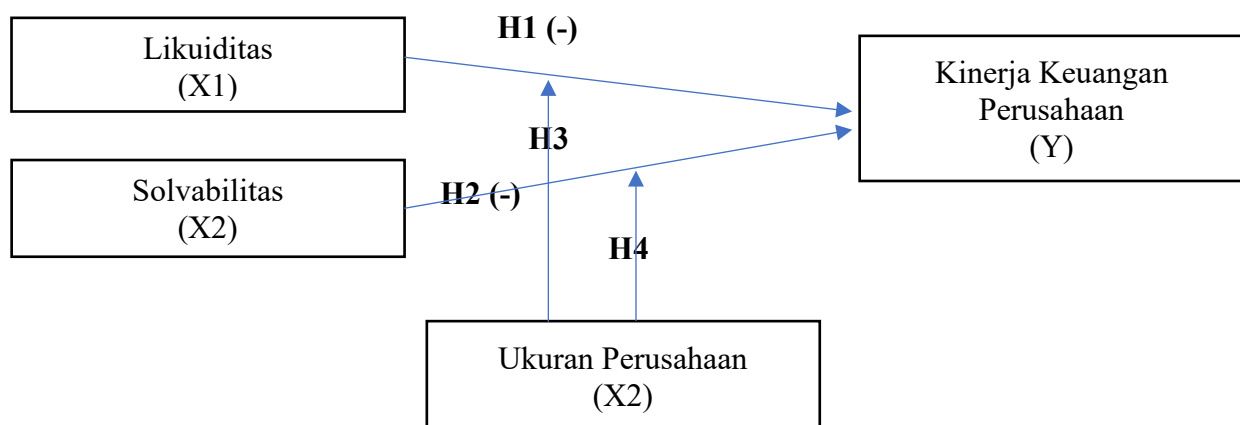 H1 (-)
Likuiditas
(X1)
Kinerja Keuangan
Perusahaan
(Y)
H3
Solvabilitas
(X2)
H2 (-)
H4
Ukuran Perusahaan
(X2)